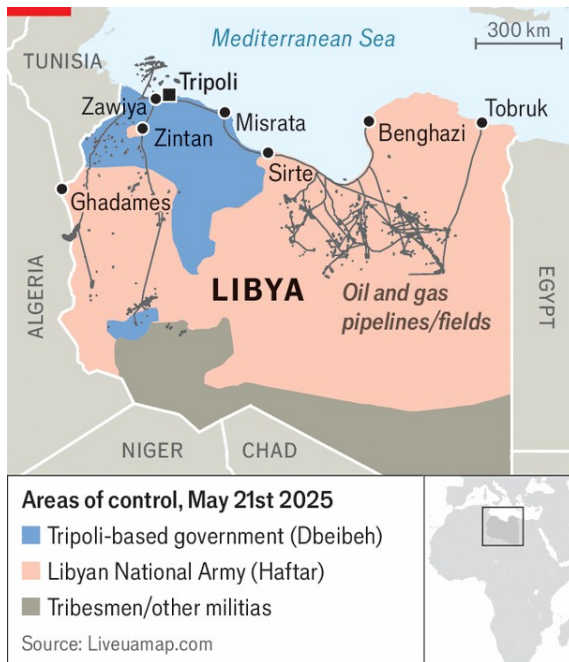 Mediterranean Sea
300 km
TUNISIA
Tripoli
Zawiya
Zintan
Misrata
Benghazi
Tobruk
Sirte
Ghadames
ALGERIA
LIBYA
Oil and gas
pipelines/fields
EGYPT
NIGER
CHAD
Areas of control, May 21st 2025
Tripoli-based government (Dbeibeh)
Libyan National Army (Haftar)
Tribesmen/other militias
Source: Liveuamap.com